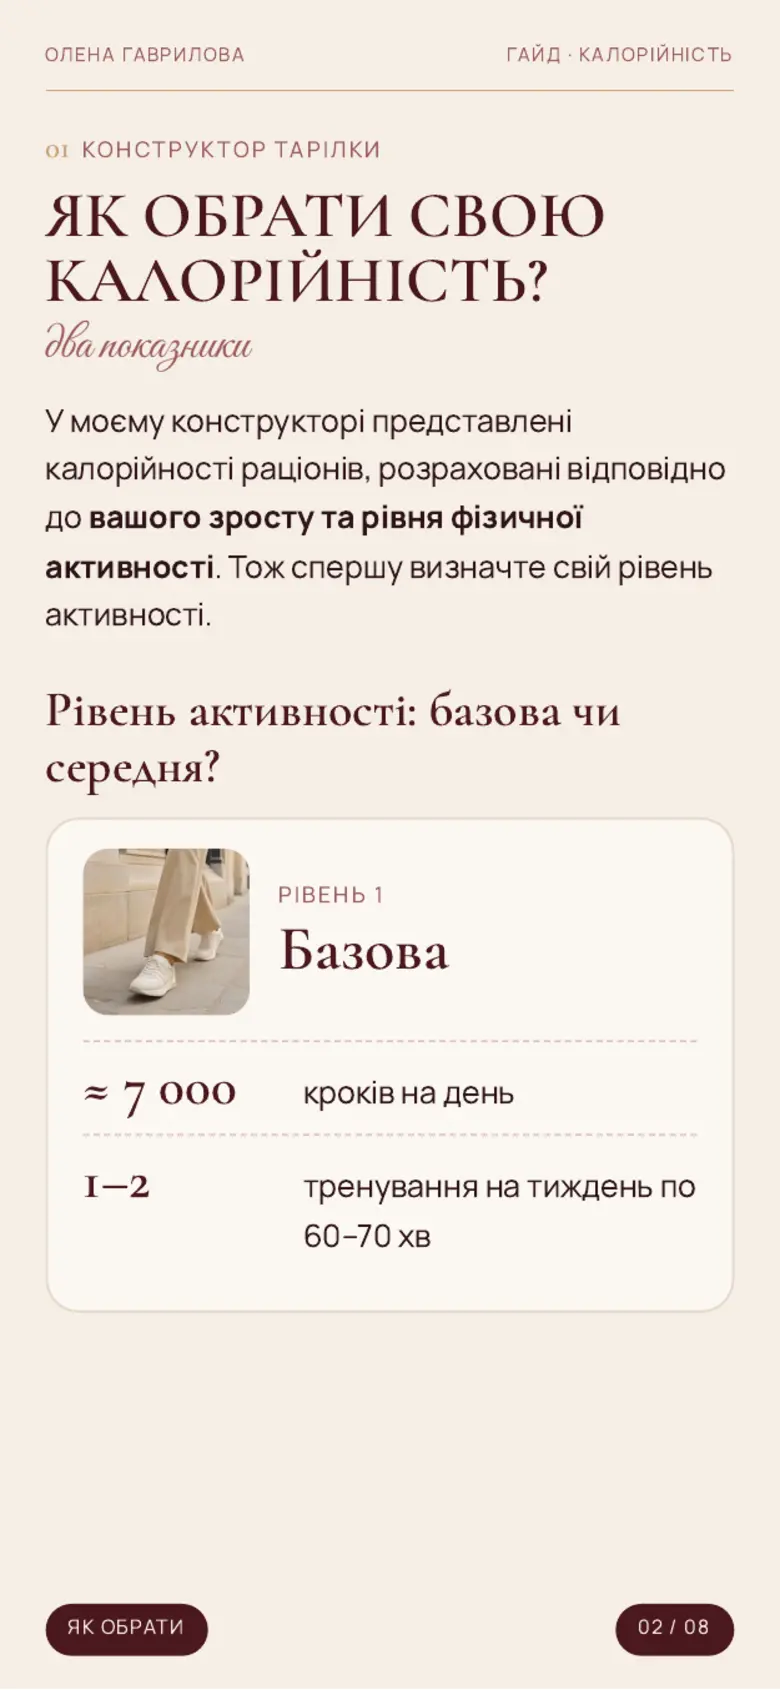 ОЛЕНА ГАВРИЛОВА
ГАЙД · КАЛОРІЙНІСТЬ
01 КОНСТРУКТОР ТАРІЛКИ
ЯК ОБРАТИ СВОЮ
КАЛОРІЙНІСТЬ?
два показники
У моєму конструкторі представлені
калорійності раціонів, розраховані відповідно
до вашого зросту та рівня фізичної
активності. Тож спершу визначте свій рівень
активності.
Рівень активності: базова чи
середня?
РІВЕНЬ 1
Базова
≈ 7 000 кроків на день
1–2 тренування на тиждень по
60–70 хв
ЯК ОБРАТИ
02 / 08